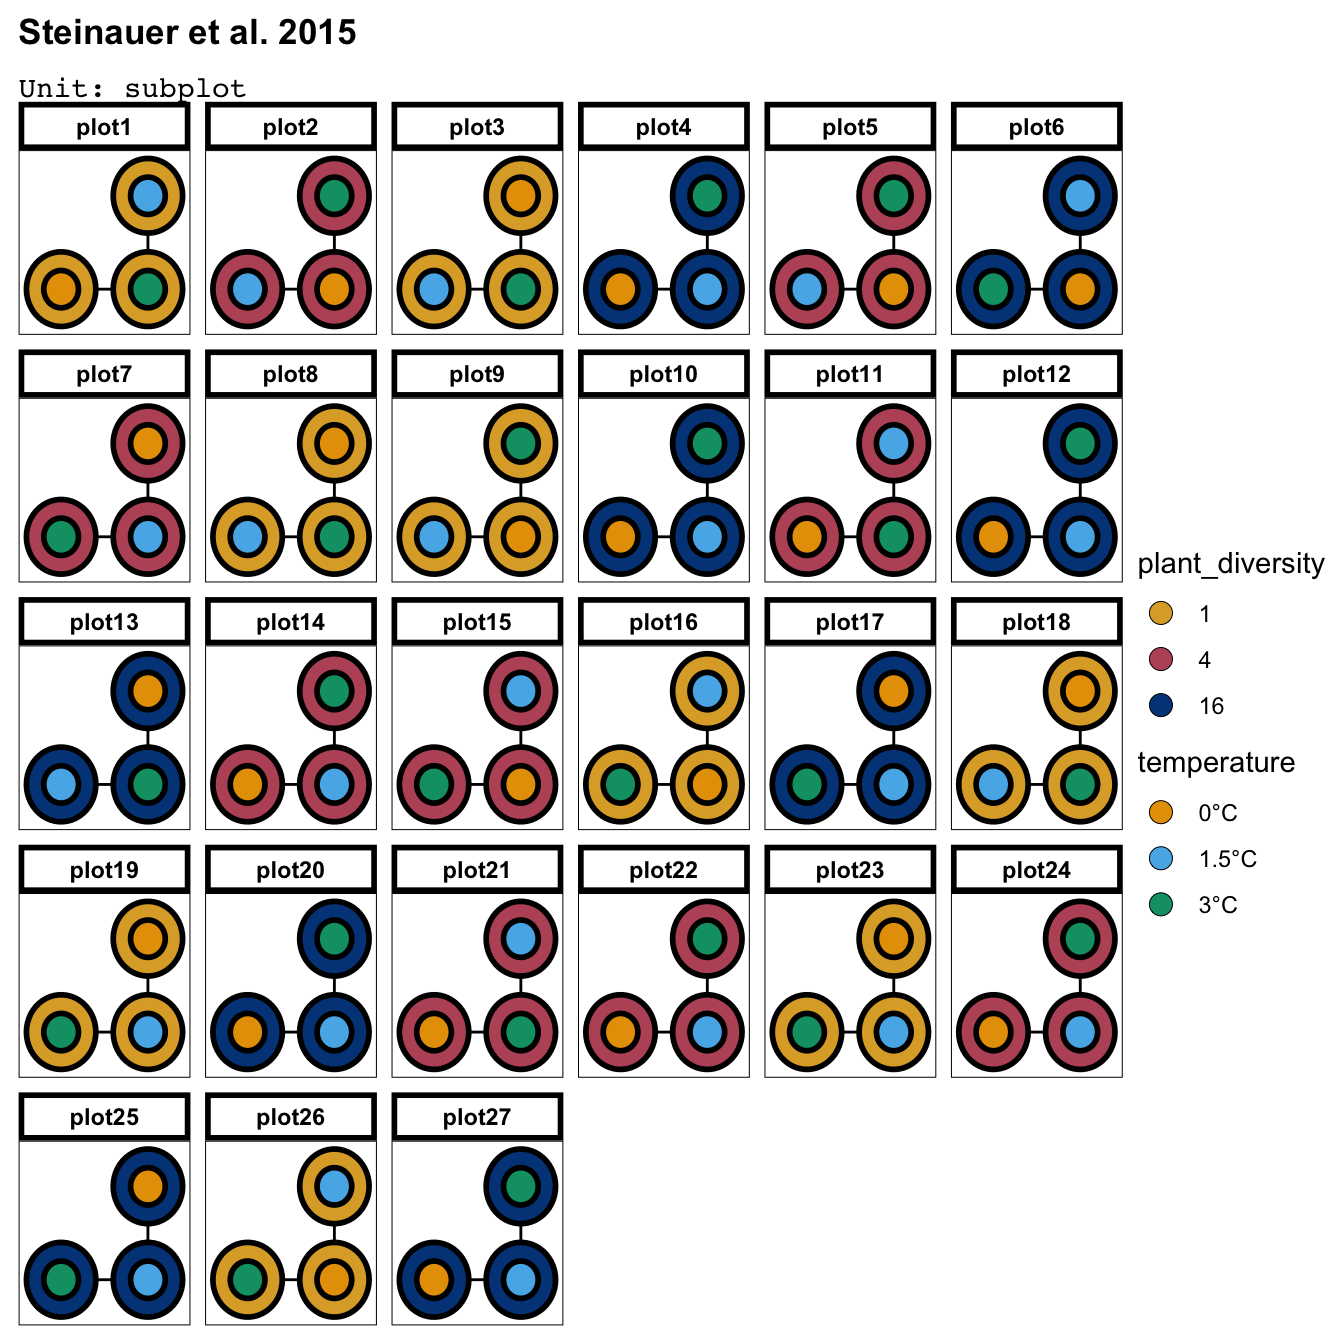 Steinauer et al. 2015
Unit: subplot
plot1 plot2 plot3 plot4 plot5 plot6
plot7 plot8 plot9 plot10 plot11 plot12
plot13 plot14 plot15 plot16 plot17 plot18
plot19 plot20 plot21 plot22 plot23 plot24
plot25 plot26 plot27
plant_diversity
1
4
16
temperature
0°C
1.5°C
3°C